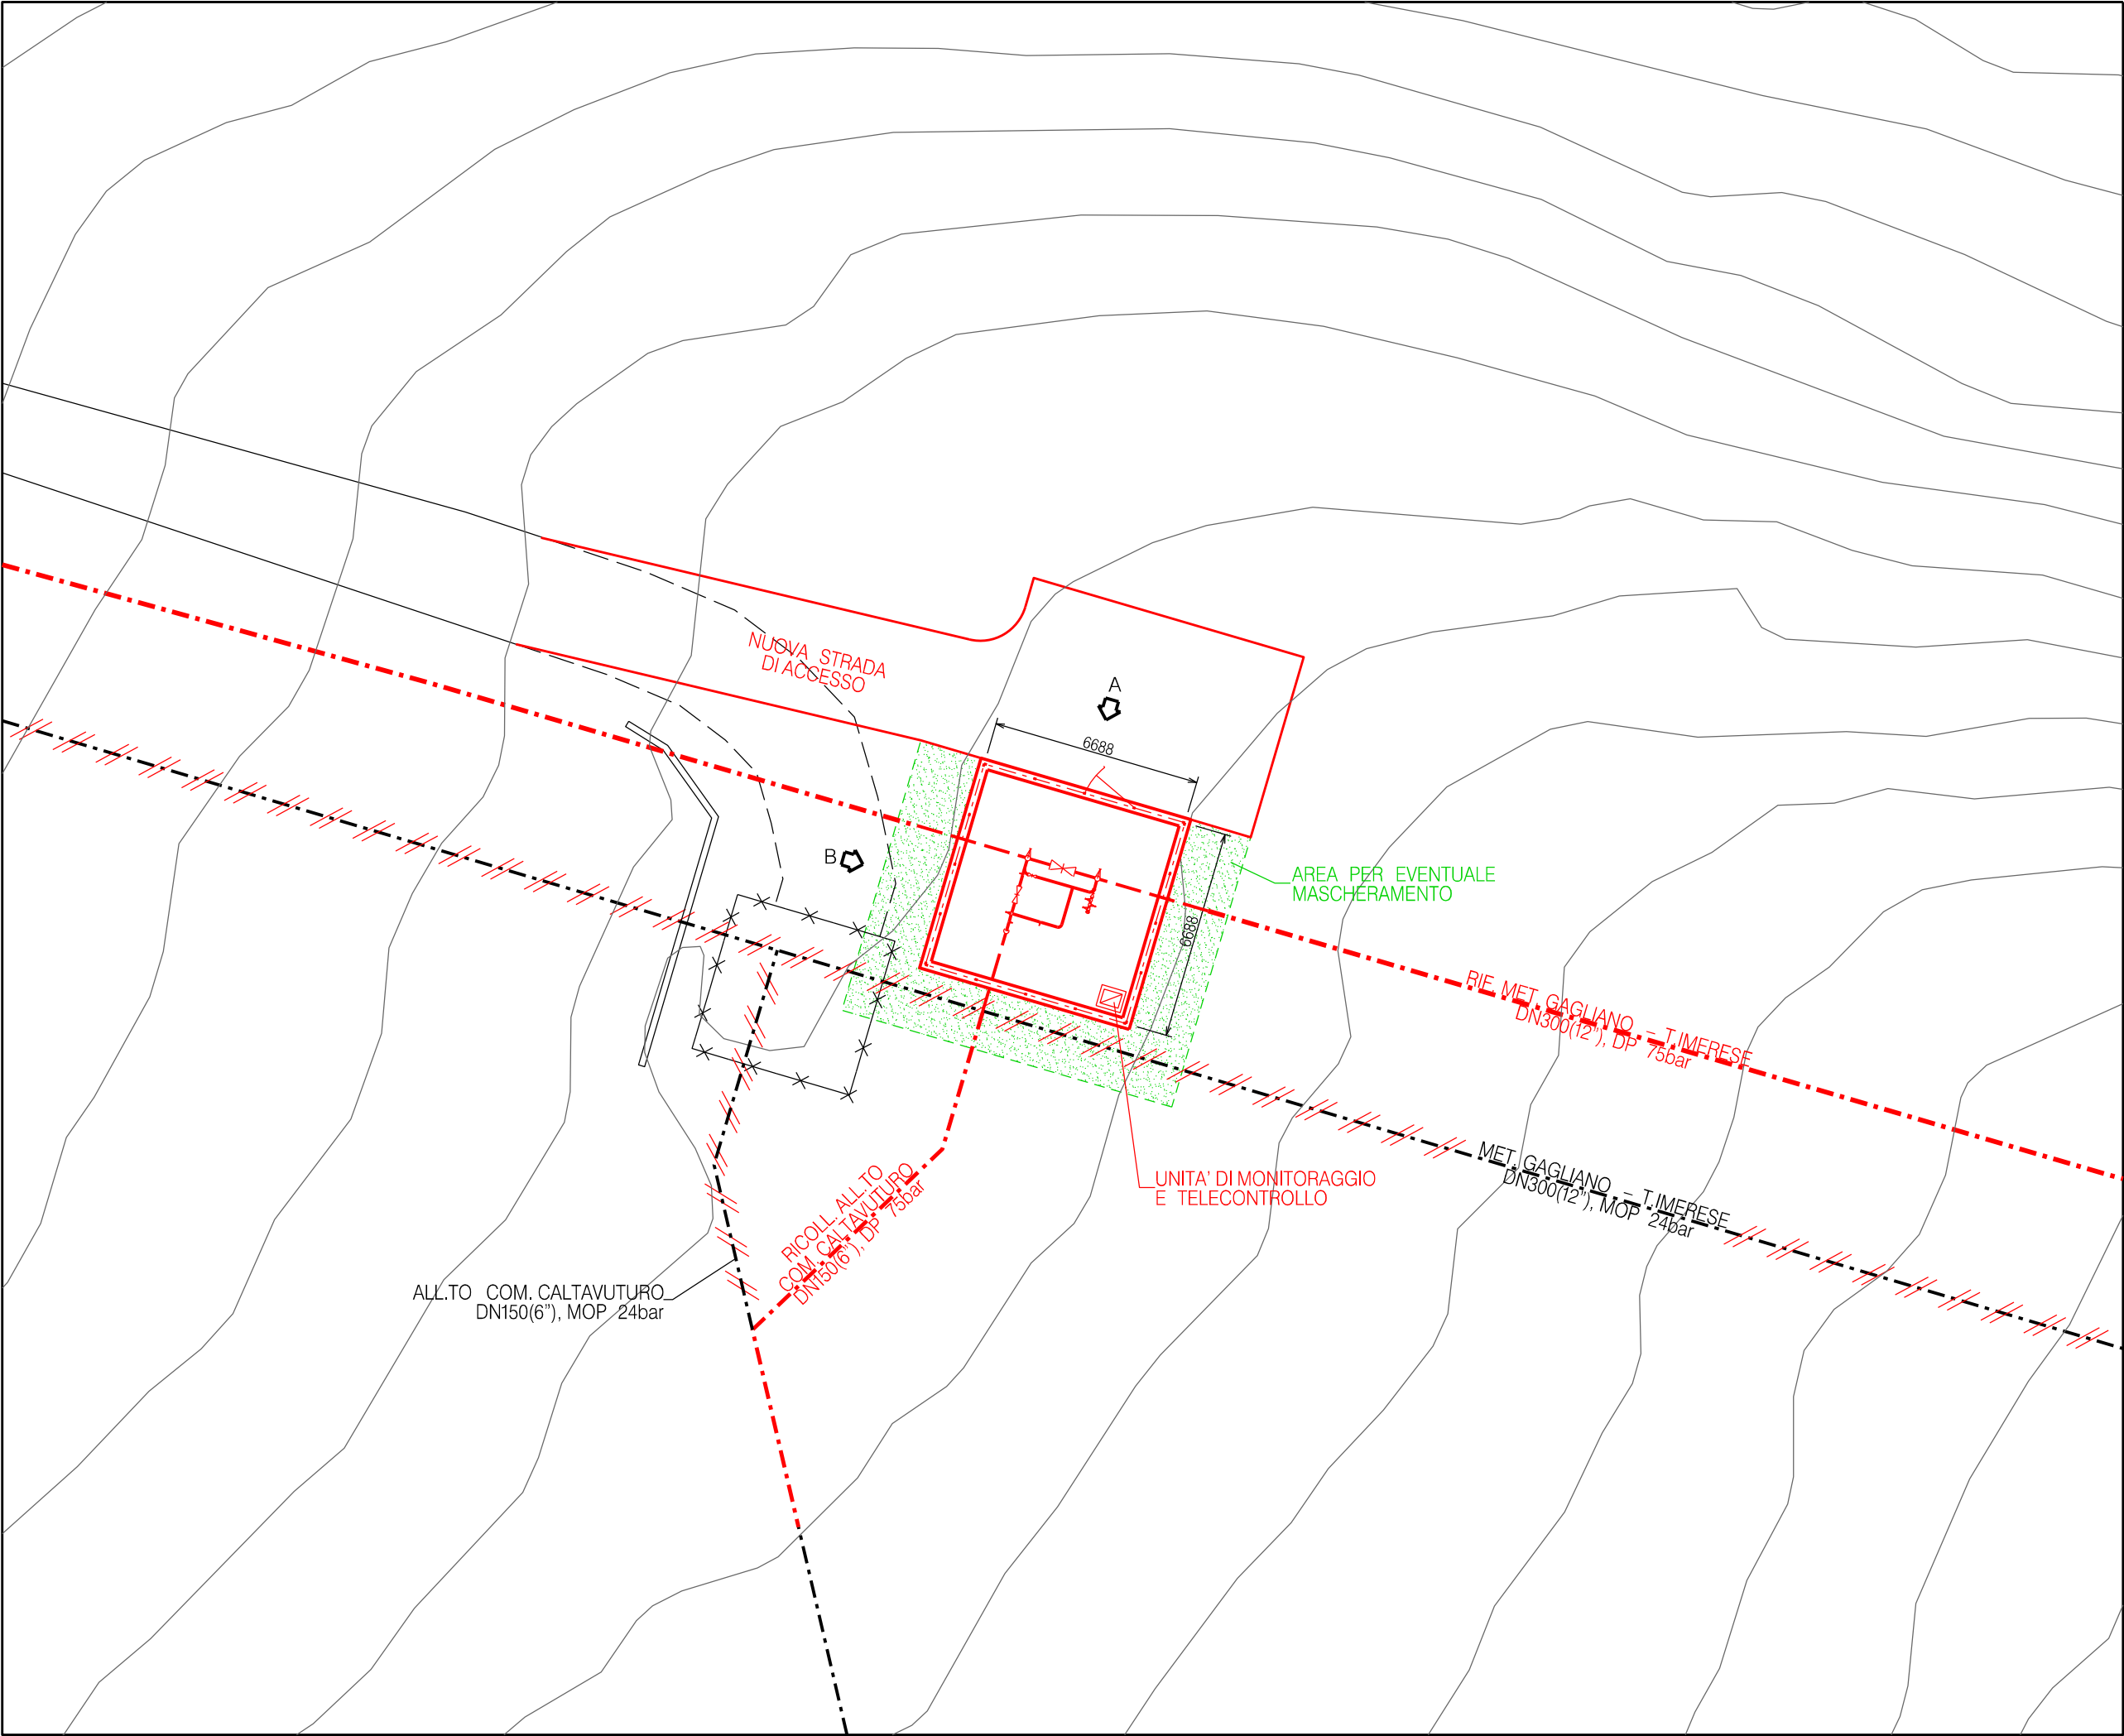 NUOVA STRADA
DI ACCESSO
A
6688
B
6688
AREA PER EVENTUALE
MASCHERAMENTO
RIF. MET. GAGLIANO - T.IMERESE
DN300(12"), DP 75bar
MET. GAGLIANO - T.IMERESE
DN300(12"), MOP 24bar
UNITA' DI MONITORAGGIO
E TELECONTROLLO
RICOLL. ALL.TO
COM. CALTAVUTURO
DN150(6"), DP 75bar
ALL.TO COM. CALTAVUTURO
DN150(6"), MOP 24bar